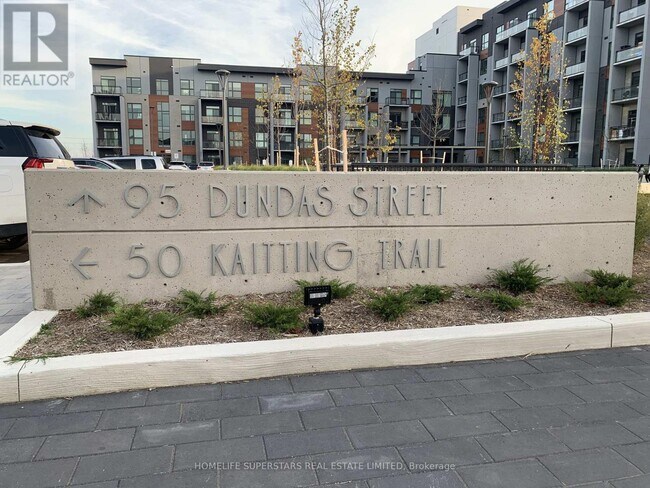 REALTOR®
↑ 95 DUNDAS STREET
← 50 KAITTING TRAIL
HOMELIFE SUPERSTARS REAL ESTATE LIMITED, Brokerage